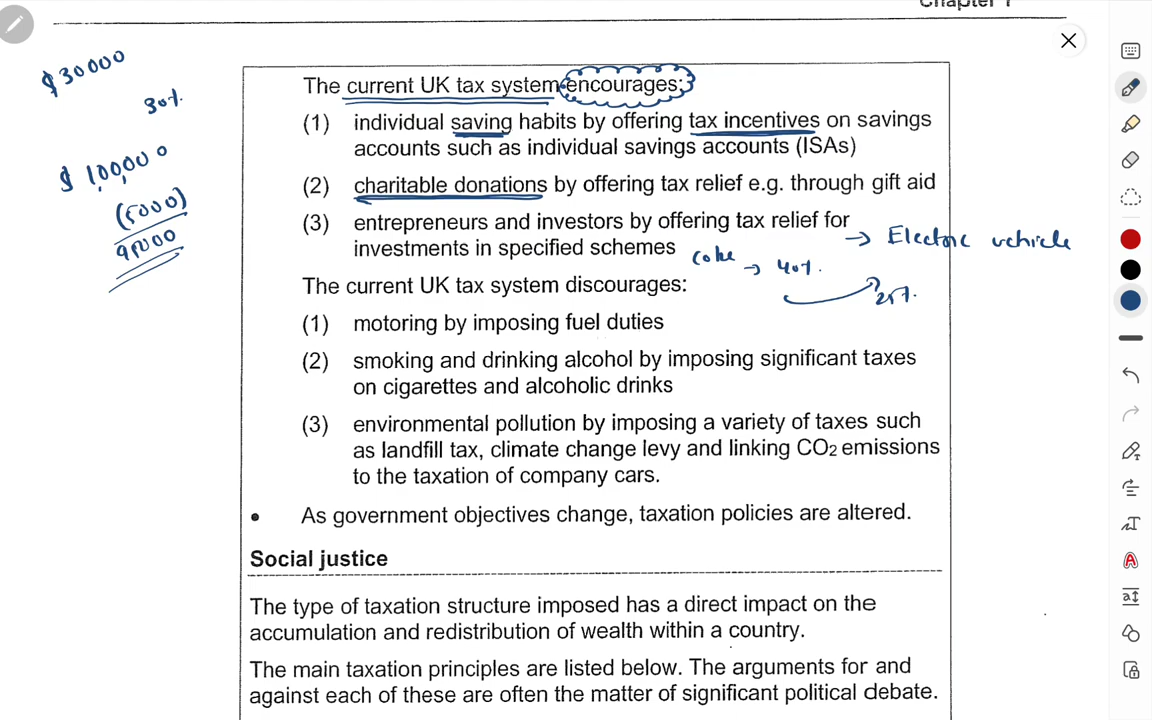 Chapter 1
$30000
30%
$ 1,00,000
(5000)
95000
The current UK tax system encourages:
(1) individual saving habits by offering tax incentives on savings
accounts such as individual savings accounts (ISAs)
(2) charitable donations by offering tax relief e.g. through gift aid
(3) entrepreneurs and investors by offering tax relief for
investments in specified schemes
→ Electric vehicle
coke → 40%.
25%.
The current UK tax system discourages:
(1) motoring by imposing fuel duties
(2) smoking and drinking alcohol by imposing significant taxes
on cigarettes and alcoholic drinks
(3) environmental pollution by imposing a variety of taxes such
as landfill tax, climate change levy and linking CO2 emissions
to the taxation of company cars.
• As government objectives change, taxation policies are altered.
Social justice
The type of taxation structure imposed has a direct impact on the
accumulation and redistribution of wealth within a country.
The main taxation principles are listed below. The arguments for and
against each of these are often the matter of significant political debate.